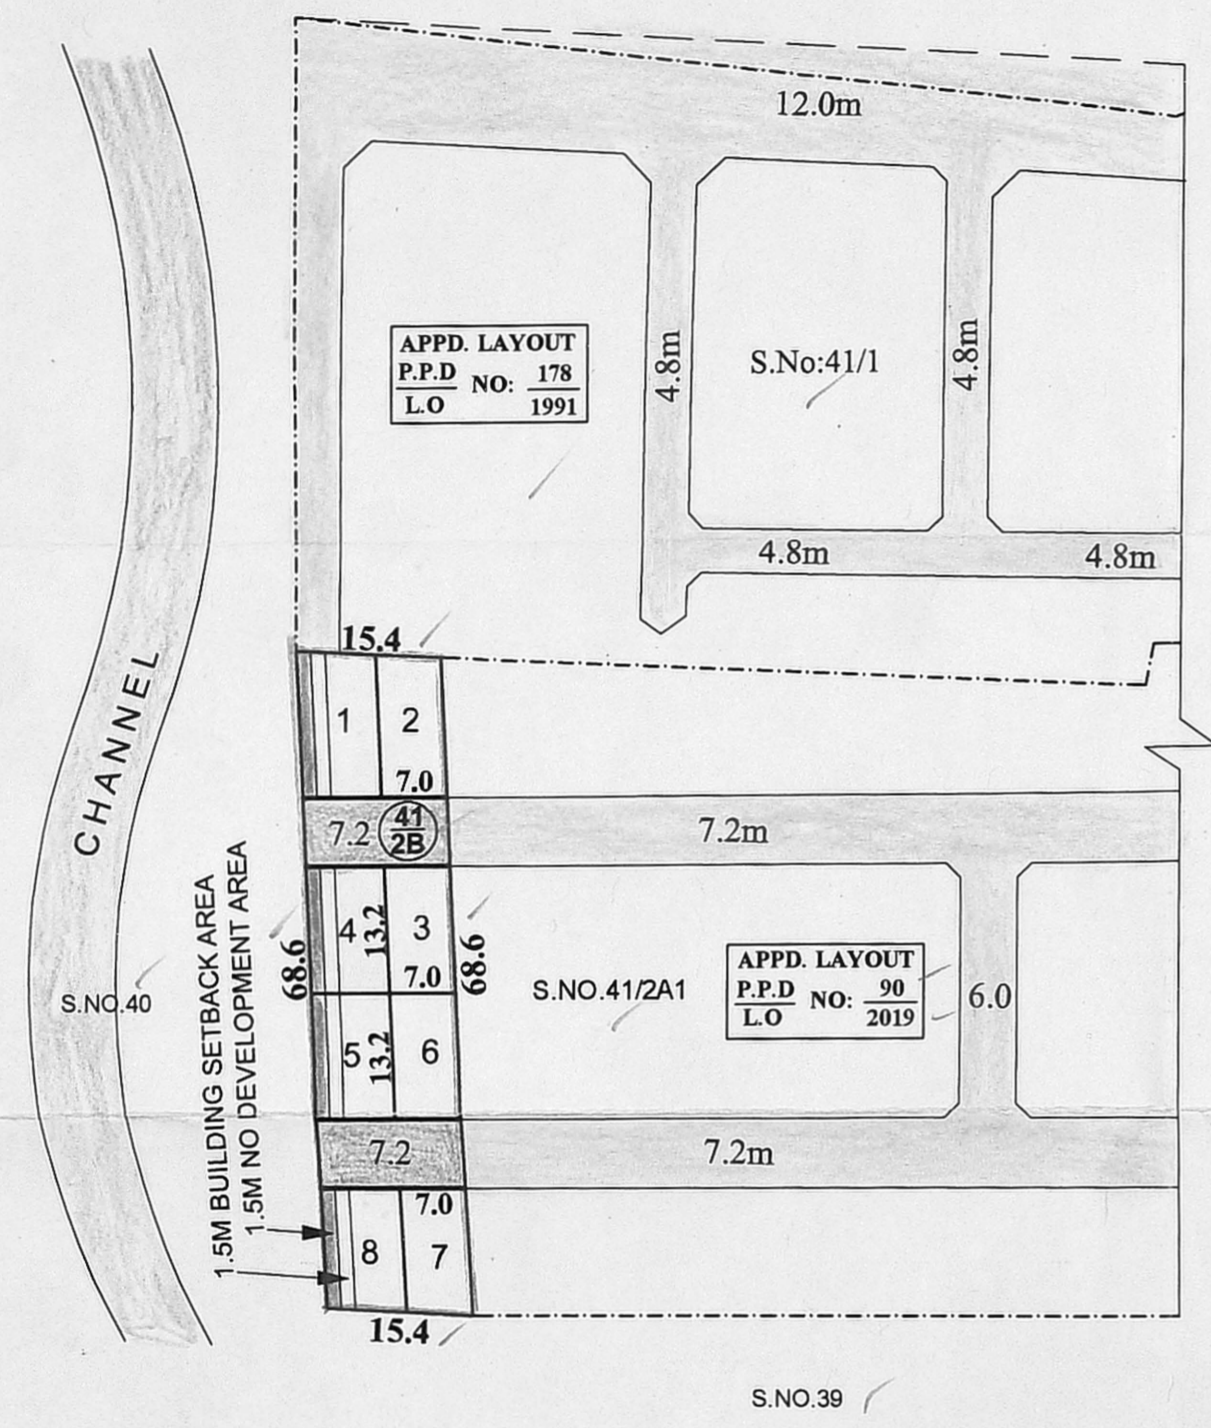 12.0m
APPD. LAYOUT
P.P.D
L.O
NO:
178
1991
4.8m
S.No:41/1
4.8m
4.8m
4.8m
15.4
1
2
7.0
CHANNEL
7.2
41
2B
7.2m
4
13.2
3
7.0
68.6
68.6
S.NO.41/2A1
APPD. LAYOUT
P.P.D
L.O
NO:
90
2019
6.0
S.NO.40
5
13.2
6
1.5M BUILDING SETBACK AREA
1.5M NO DEVELOPMENT AREA
7.2
7.2m
7.0
8
7
15.4
S.NO.39